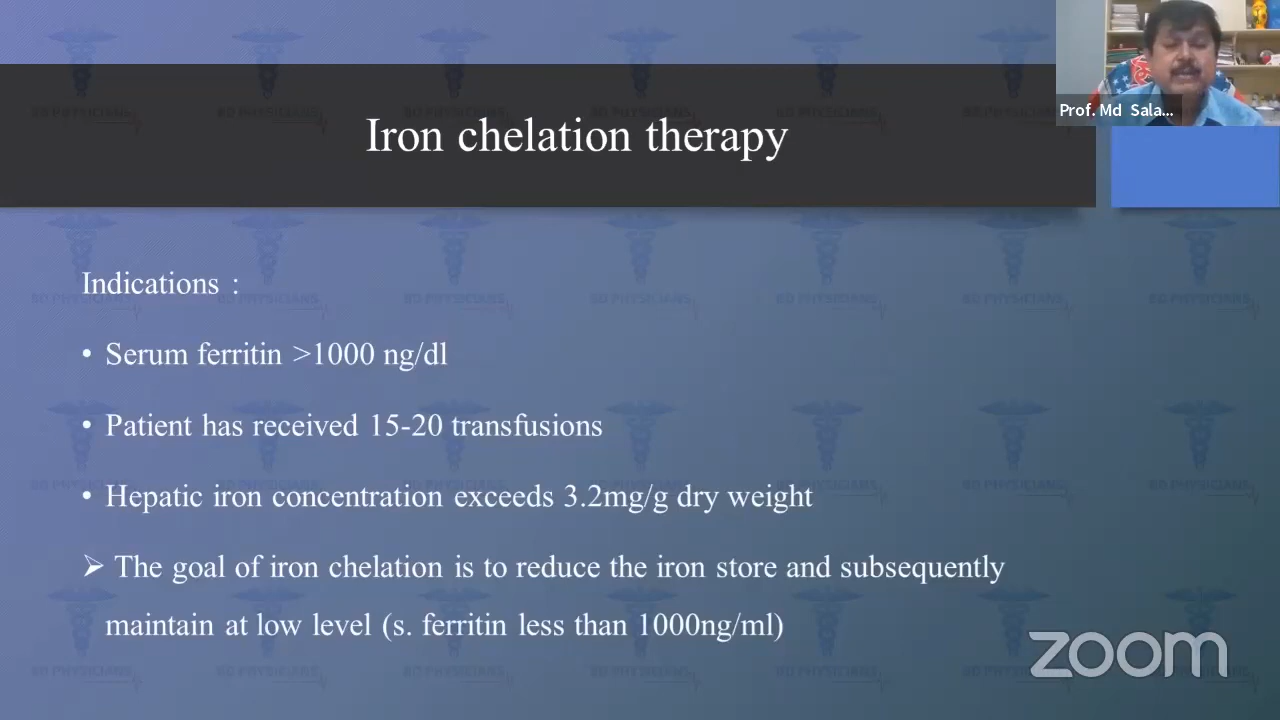 Prof. Md Sala...
Iron chelation therapy
Indications :
• Serum ferritin >1000 ng/dl
• Patient has received 15-20 transfusions
• Hepatic iron concentration exceeds 3.2mg/g dry weight
➢ The goal of iron chelation is to reduce the iron store and subsequently
maintain at low level (s. ferritin less than 1000ng/ml)
zoom
BD PHYSICIANS